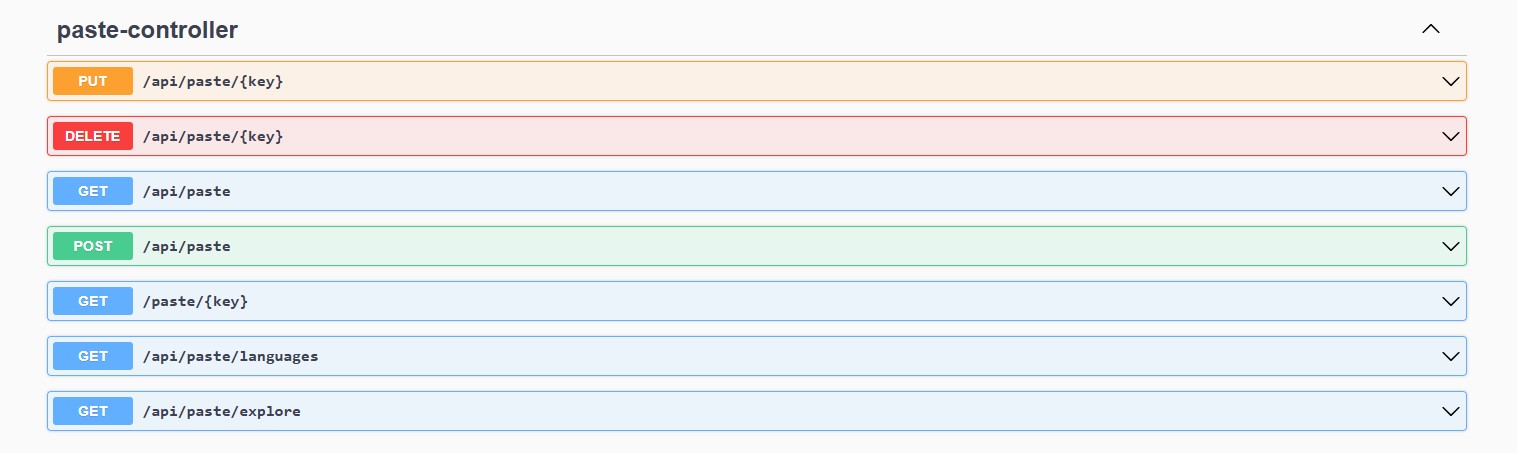 paste-controller
PUT /api/paste/{key}
DELETE /api/paste/{key}
GET /api/paste
POST /api/paste
GET /paste/{key}
GET /api/paste/languages
GET /api/paste/explore